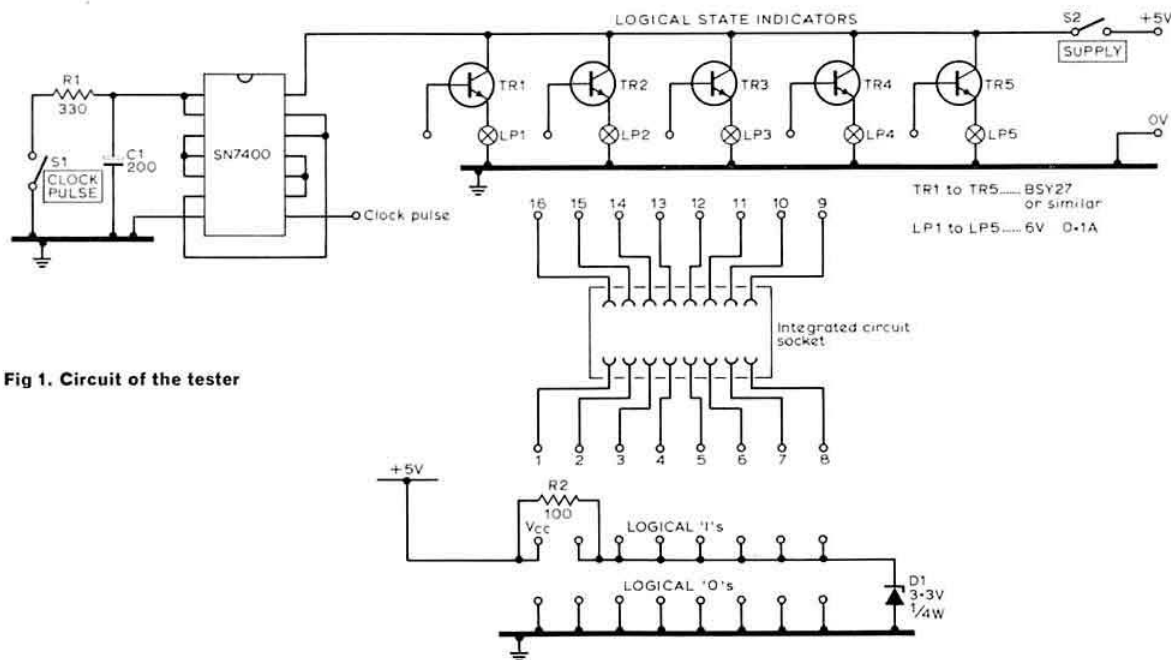 LOGICAL STATE INDICATORS
S2
+5V
SUPPLY
R1
330
TR1
TR2
TR3
TR4
TR5
S1
CLOCK
PULSE
C1
200
SN7400
LP1
LP2
LP3
LP4
LP5
0V
Clock pulse
TR1 to TR5...... BSY27
or similar
LP1 to LP5..... 6V 0·1A
16 15 14 13 12 11 10 9
Integrated circuit
socket
Fig 1. Circuit of the tester
1 2 3 4 5 6 7 8
+5V
R2
100
Vcc
LOGICAL '1's
LOGICAL 'O's
D1
3·3V
1/4W